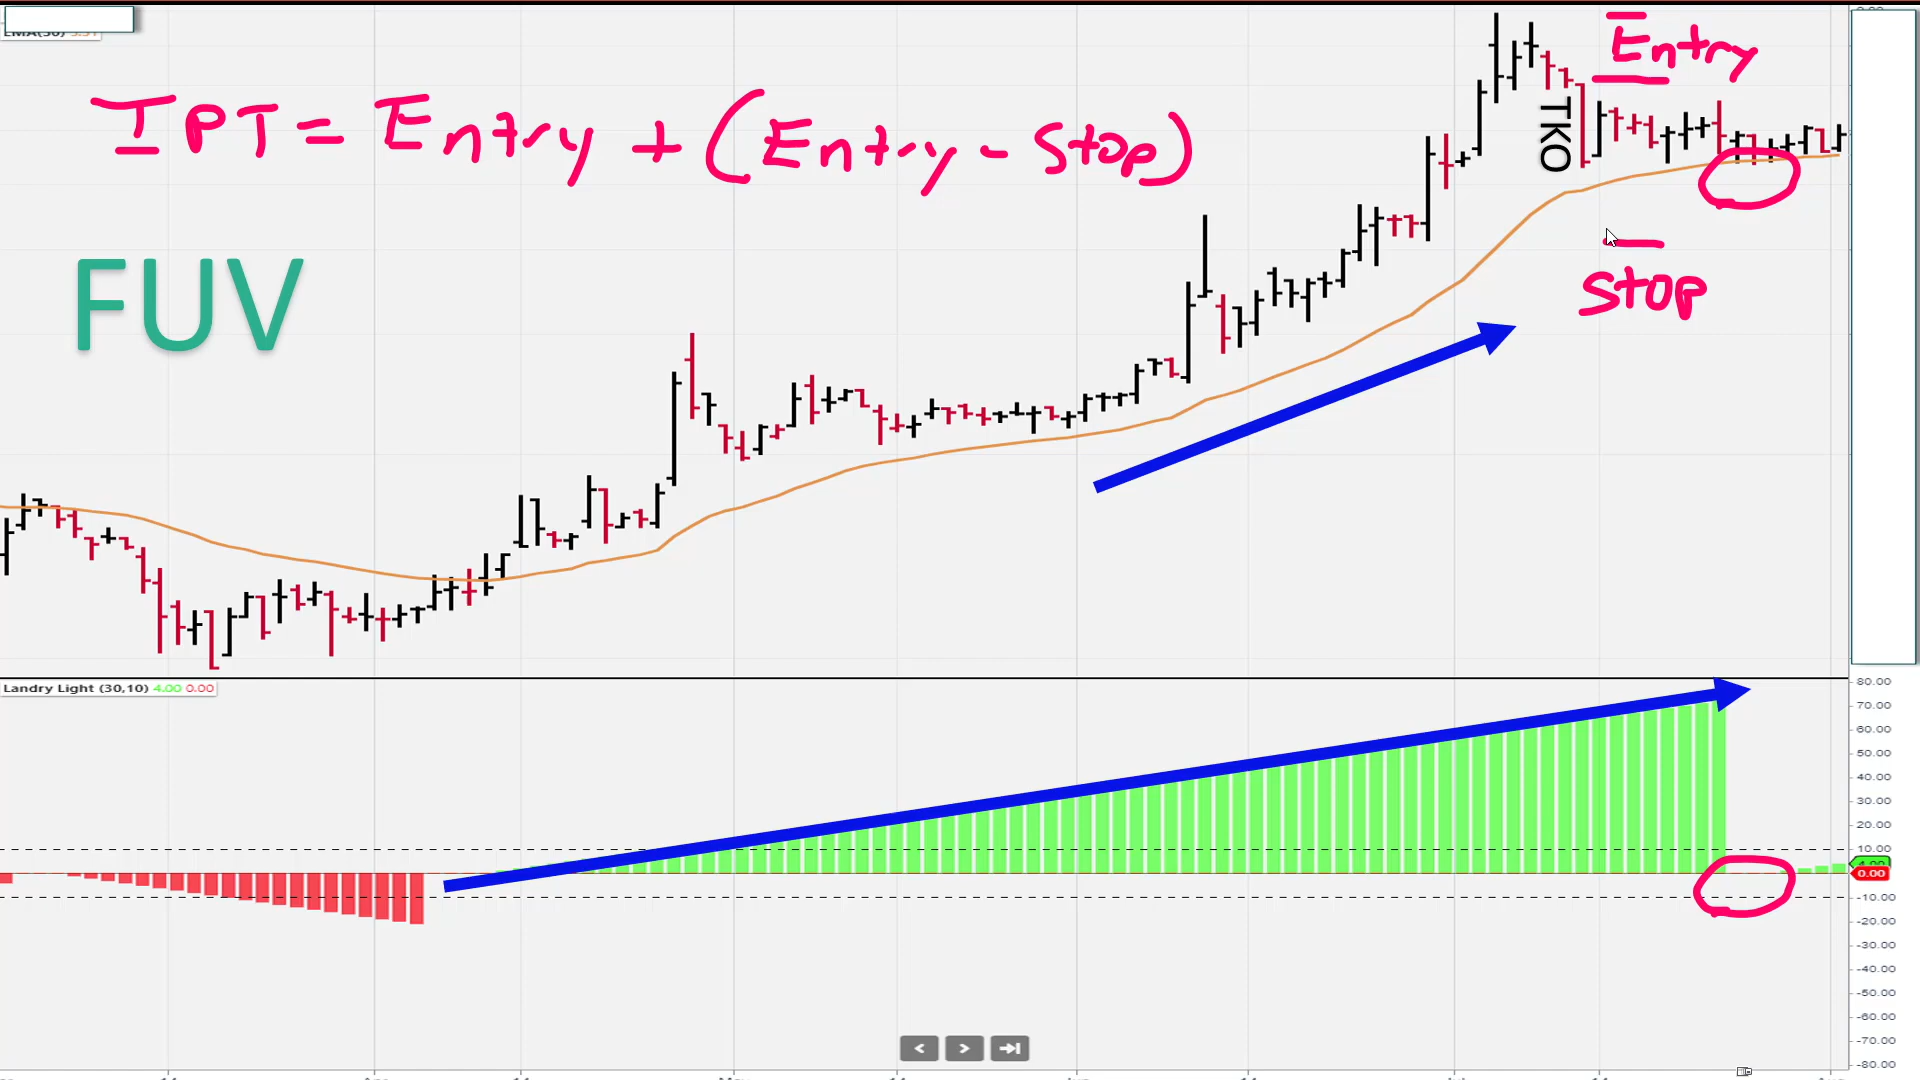 Entry
IPT = Entry + (Entry - Stop)
TKO
FUV
Stop
Landry Light (30,10) 4.00 0.00
80.00
70.00
60.00
50.00
40.00
30.00
20.00
10.00
0.00
-10.00
-20.00
-30.00
-40.00
-50.00
-60.00
-70.00
-80.00